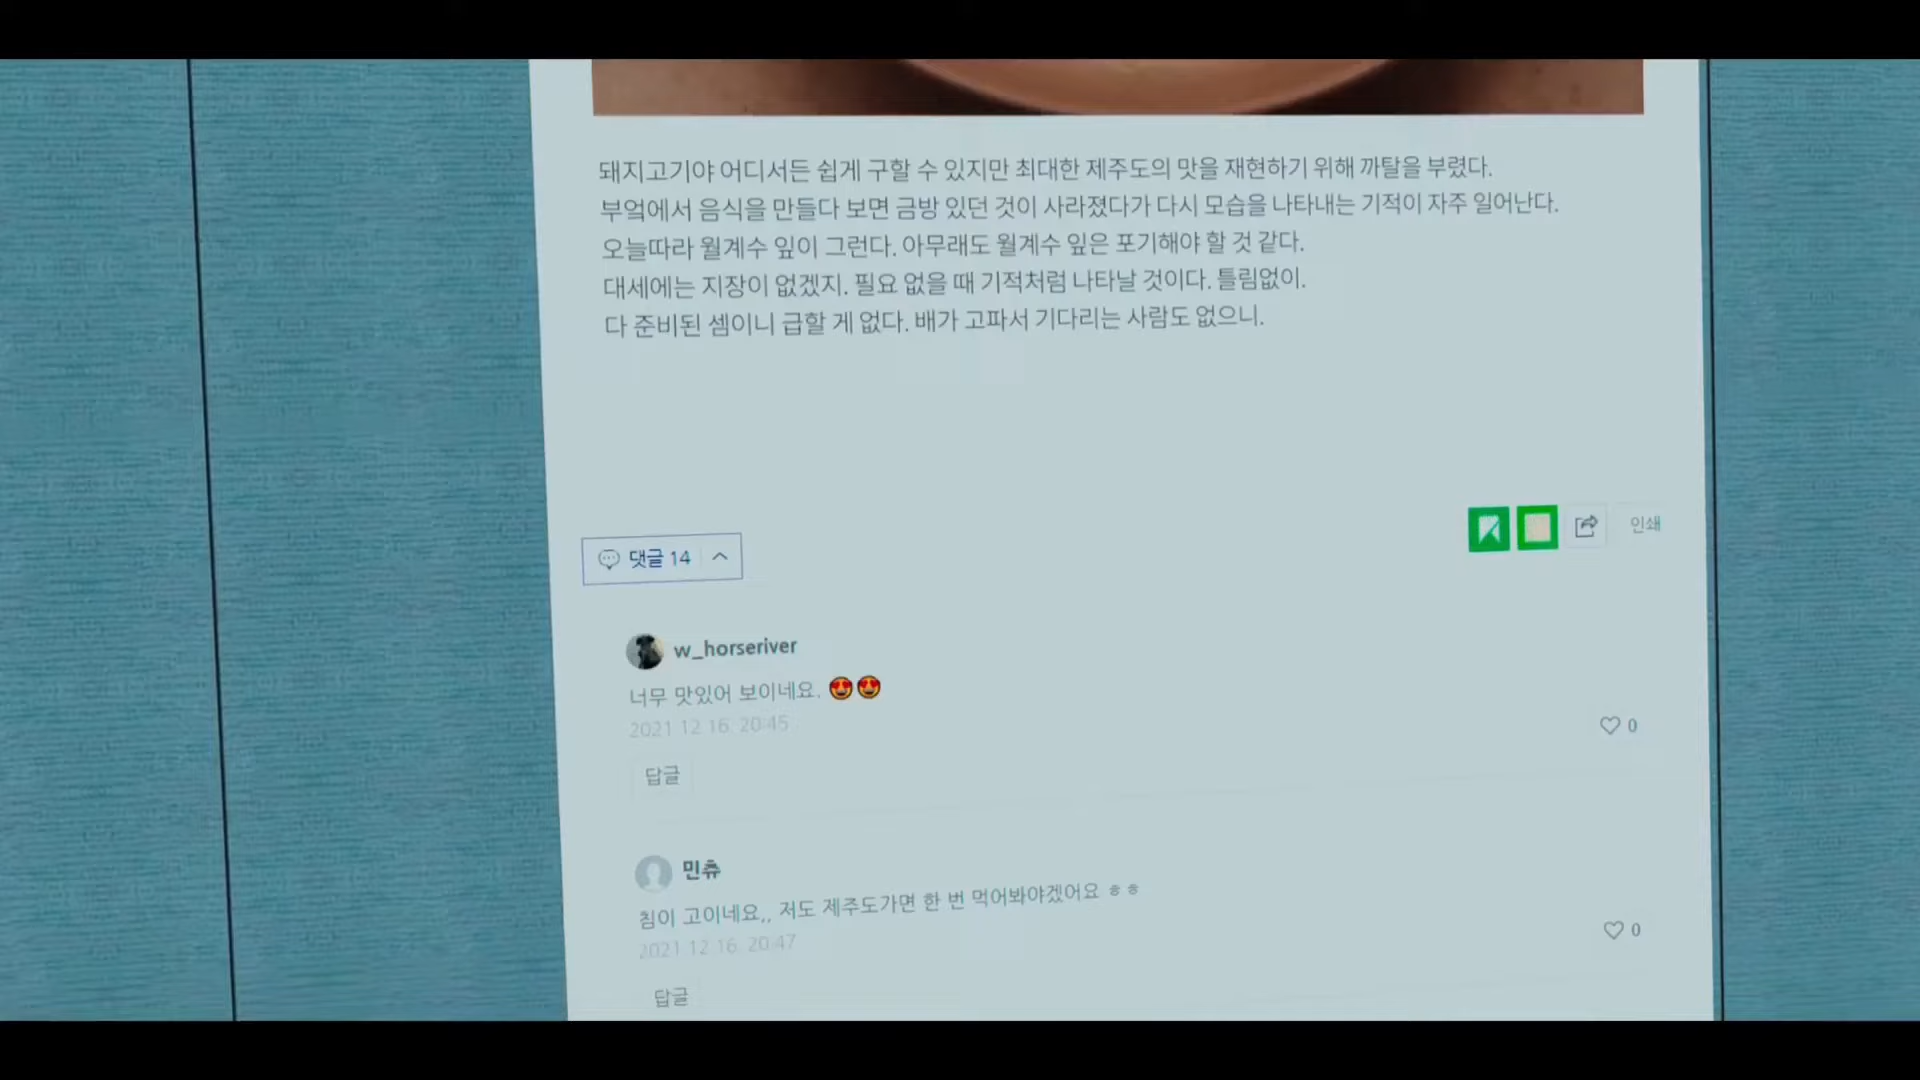 돼지고기야 어디서든 쉽게 구할 수 있지만 최대한 제주도의 맛을 재현하기 위해 까탈을 부렸다.
부엌에서 음식을 만들다 보면 금방 있던 것이 사라졌다가 다시 모습을 나타내는 기적이 자주 일어난다.
오늘따라 월계수 잎이 그런다. 아무래도 월계수 잎은 포기해야 할 것 같다.
대세에는 지장이 없겠지. 필요 없을 때 기적처럼 나타날 것이다. 틀림없이.
다 준비된 셈이니 급할 게 없다. 배가 고파서 기다리는 사람도 없으니.
인쇄
댓글 14
w_horseriver
너무 맛있어 보이네요. 😍😍
2021 12 16. 20:45
0
답글
민츄
침이 고이네요,, 저도 제주도가면 한 번 먹어봐야겠어요 ㅎㅎ
2021 12 16. 20:47
0
답글